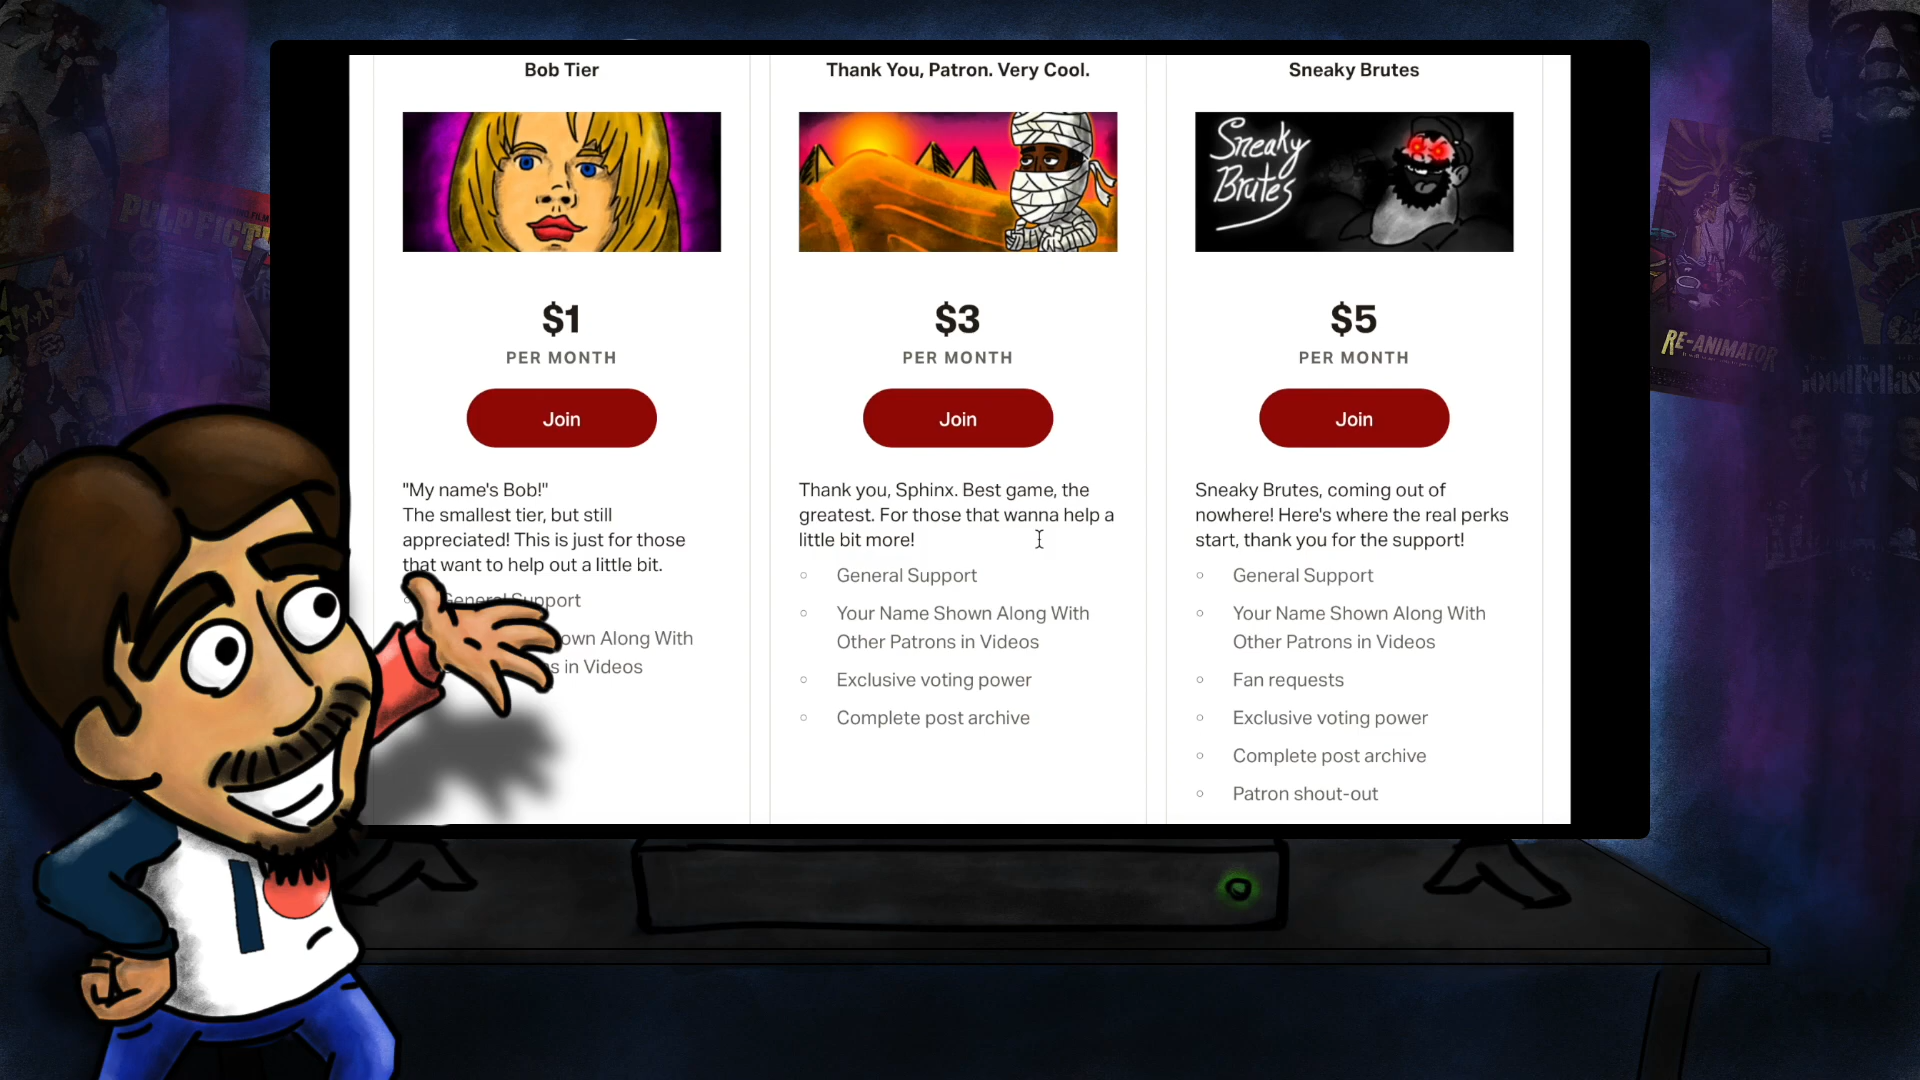 Bob Tier
Thank You, Patron. Very Cool.
Sneaky Brutes
Sneaky
Brutes
$1
PER MONTH
Join
$3
PER MONTH
Join
$5
PER MONTH
Join
"My name's Bob!"
The smallest tier, but still
appreciated! This is just for those
that want to help out a little bit.
General Support
own Along With
s in Videos
Thank you, Sphinx. Best game, the
greatest. For those that wanna help a
little bit more!
General Support
Your Name Shown Along With
Other Patrons in Videos
Exclusive voting power
Complete post archive
Sneaky Brutes, coming out of
nowhere! Here's where the real perks
start, thank you for the support!
General Support
Your Name Shown Along With
Other Patrons in Videos
Fan requests
Exclusive voting power
Complete post archive
Patron shout-out
PULP FICT
RE-ANIMATOR
GoodFellas